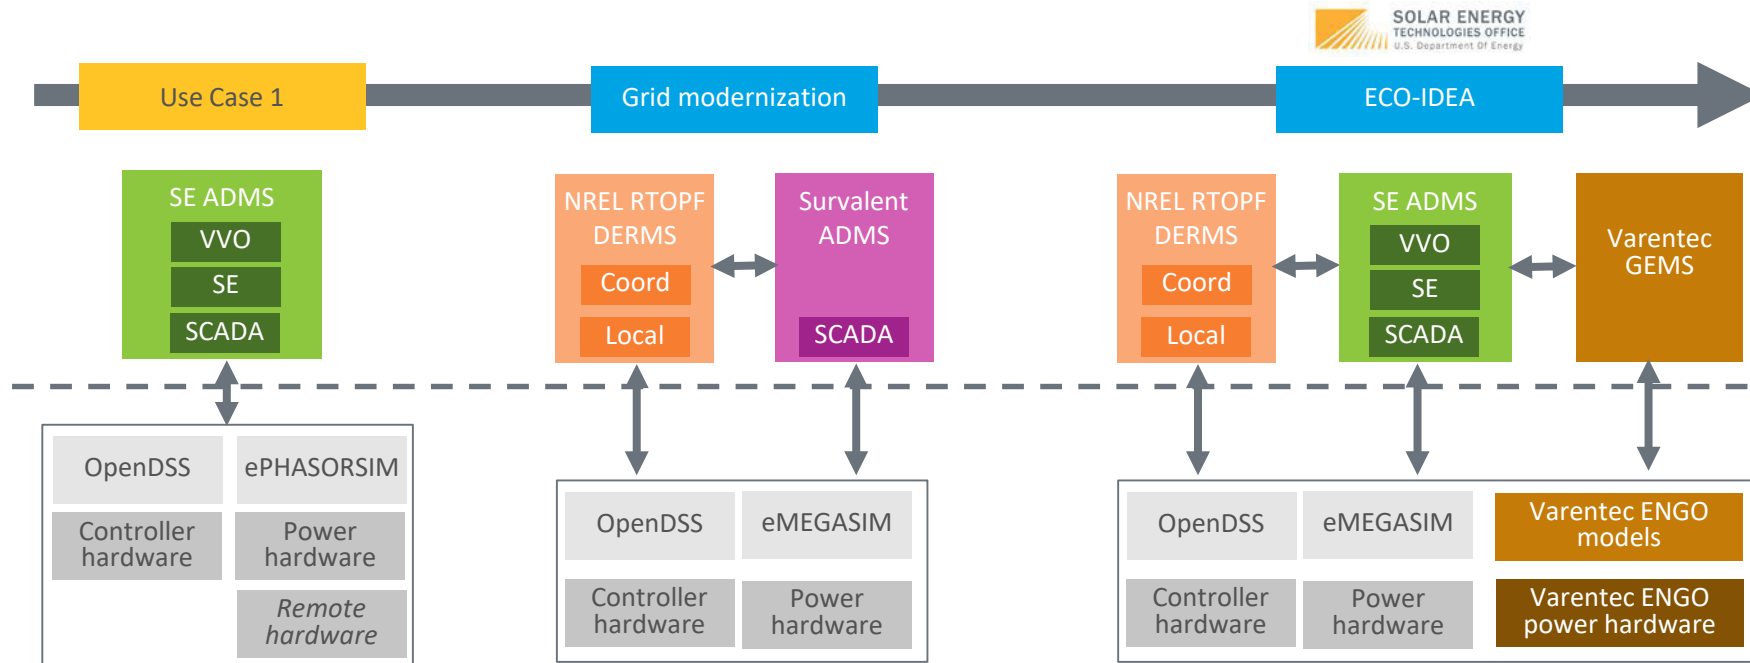 SOLAR ENERGY
TECHNOLOGIES OFFICE
U.S. Department Of Energy
Use Case 1
Grid modernization
ECO-IDEA
SE ADMS
VVO
SE
SCADA
NREL RTOPF
DERMS
Coord
Local
Survalent
ADMS
SCADA
NREL RTOPF
DERMS
Coord
Local
SE ADMS
VVO
SE
SCADA
Varentec
GEMS
OpenDSS
ePHASORSIM
Controller
hardware
Power
hardware
Remote
hardware
OpenDSS
eMEGASIM
Controller
hardware
Power
hardware
OpenDSS
eMEGASIM
Varentec ENGO
models
Controller
hardware
Power
hardware
Varentec ENGO
power hardware